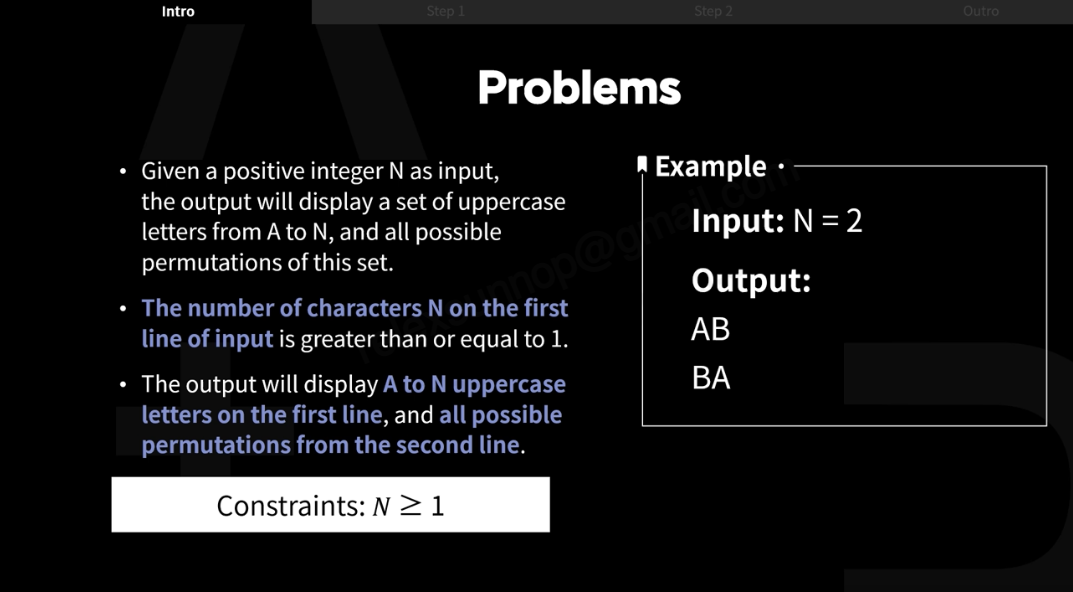 Intro
Step 1
Step 2
Outro
Problems
• Given a positive integer N as input,
the output will display a set of uppercase
letters from A to N, and all possible
permutations of this set.
• The number of characters N on the first
line of input is greater than or equal to 1.
• The output will display A to N uppercase
letters on the first line, and all possible
permutations from the second line.
Constraints: N ≥ 1
Example
Input: N = 2
Output:
AB
BA